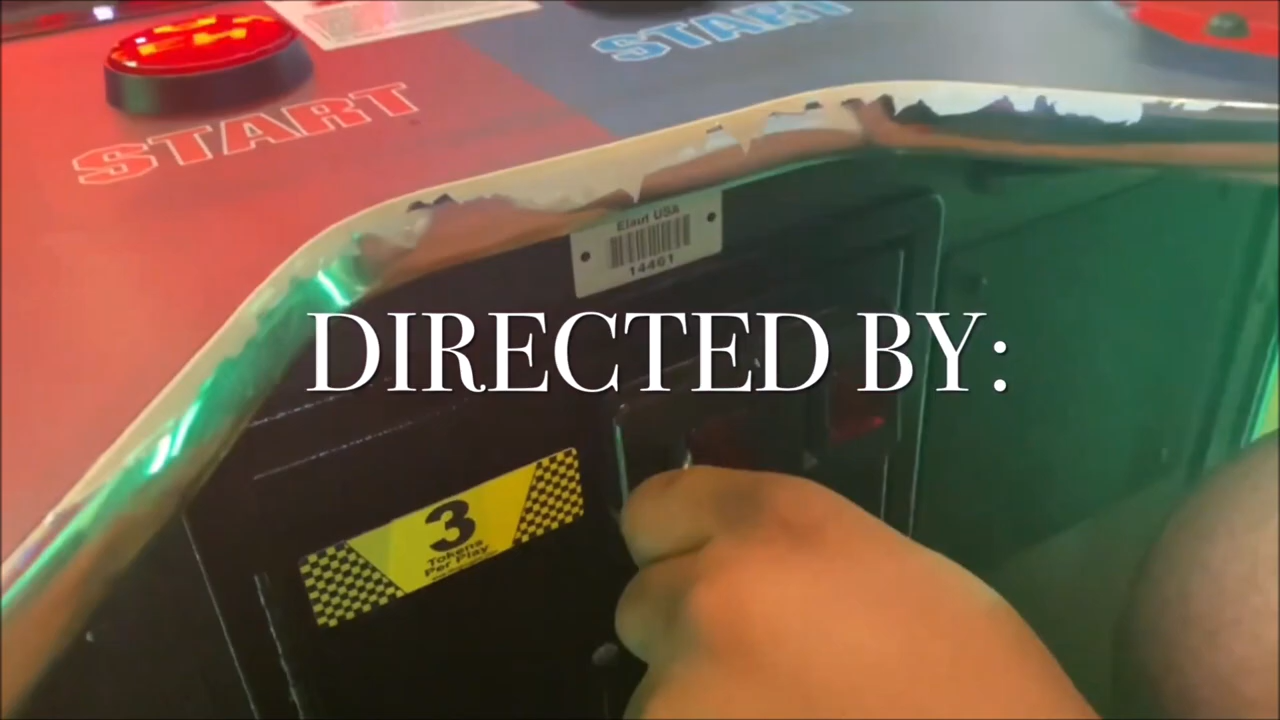 START
START
Elaut USA
14461
DIRECTED BY:
3
Tokens
Per Play